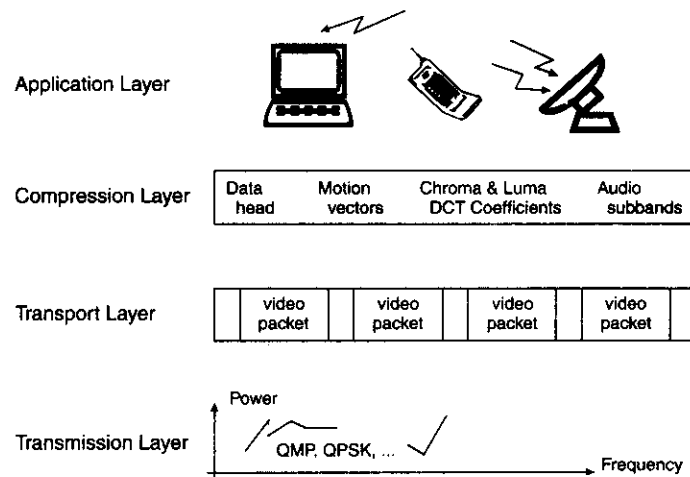 Application Layer
Compression Layer
Data head
Motion vectors
Chroma & Luma DCT Coefficients
Audio subbands
Transport Layer
video packet
video packet
video packet
video packet
Transmission Layer
Power
QMP, QPSK, ...
Frequency